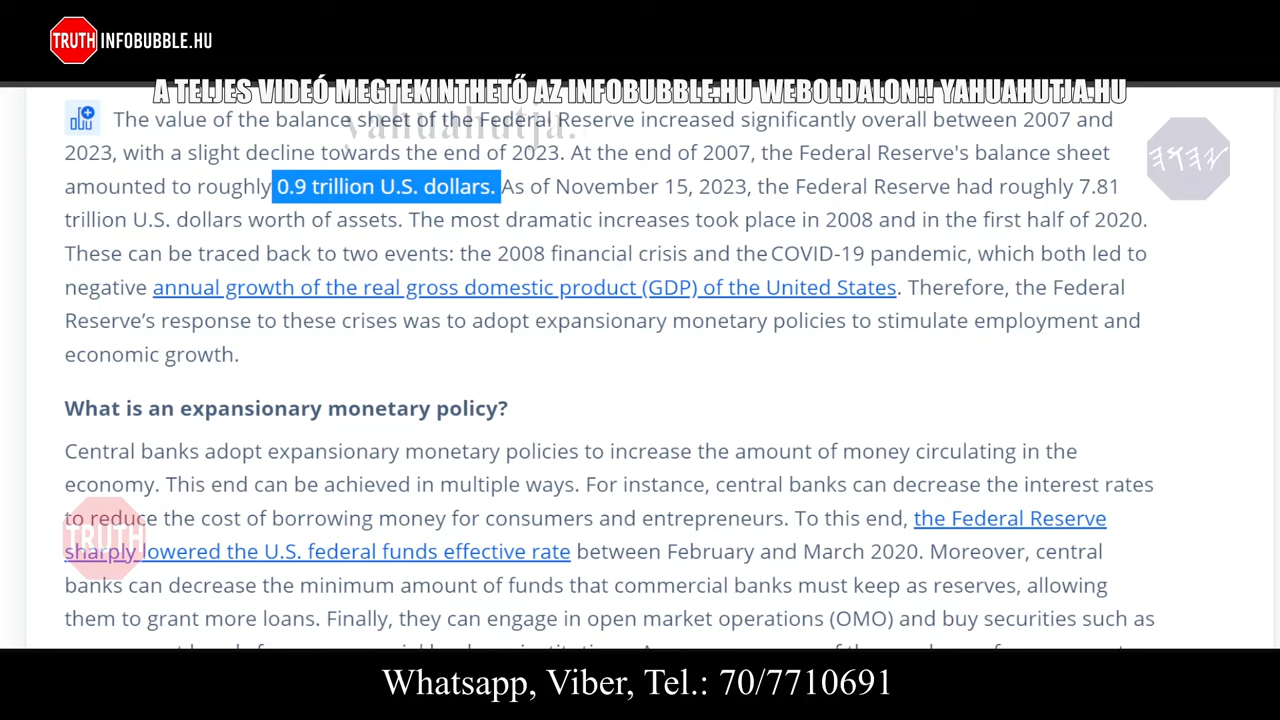 TRUTH INFOBUBBLE.HU
A TELJES VIDEÓ MEGTEKINTHETŐ AZ INFOBUBBLE.HU WEBOLDALON!! YAHUAHUTJA.HU
yahuahutja.
The value of the balance sheet of the Federal Reserve increased significantly overall between 2007 and
2023, with a slight decline towards the end of 2023. At the end of 2007, the Federal Reserve's balance sheet
amounted to roughly 0.9 trillion U.S. dollars. As of November 15, 2023, the Federal Reserve had roughly 7.81
trillion U.S. dollars worth of assets. The most dramatic increases took place in 2008 and in the first half of 2020.
These can be traced back to two events: the 2008 financial crisis and the COVID-19 pandemic, which both led to
negative annual growth of the real gross domestic product (GDP) of the United States. Therefore, the Federal
Reserve’s response to these crises was to adopt expansionary monetary policies to stimulate employment and
economic growth.
What is an expansionary monetary policy?
Central banks adopt expansionary monetary policies to increase the amount of money circulating in the
economy. This end can be achieved in multiple ways. For instance, central banks can decrease the interest rates
to reduce the cost of borrowing money for consumers and entrepreneurs. To this end, the Federal Reserve
TRUTH
sharply lowered the U.S. federal funds effective rate between February and March 2020. Moreover, central
banks can decrease the minimum amount of funds that commercial banks must keep as reserves, allowing
them to grant more loans. Finally, they can engage in open market operations (OMO) and buy securities such as
Whatsapp, Viber, Tel.: 70/7710691